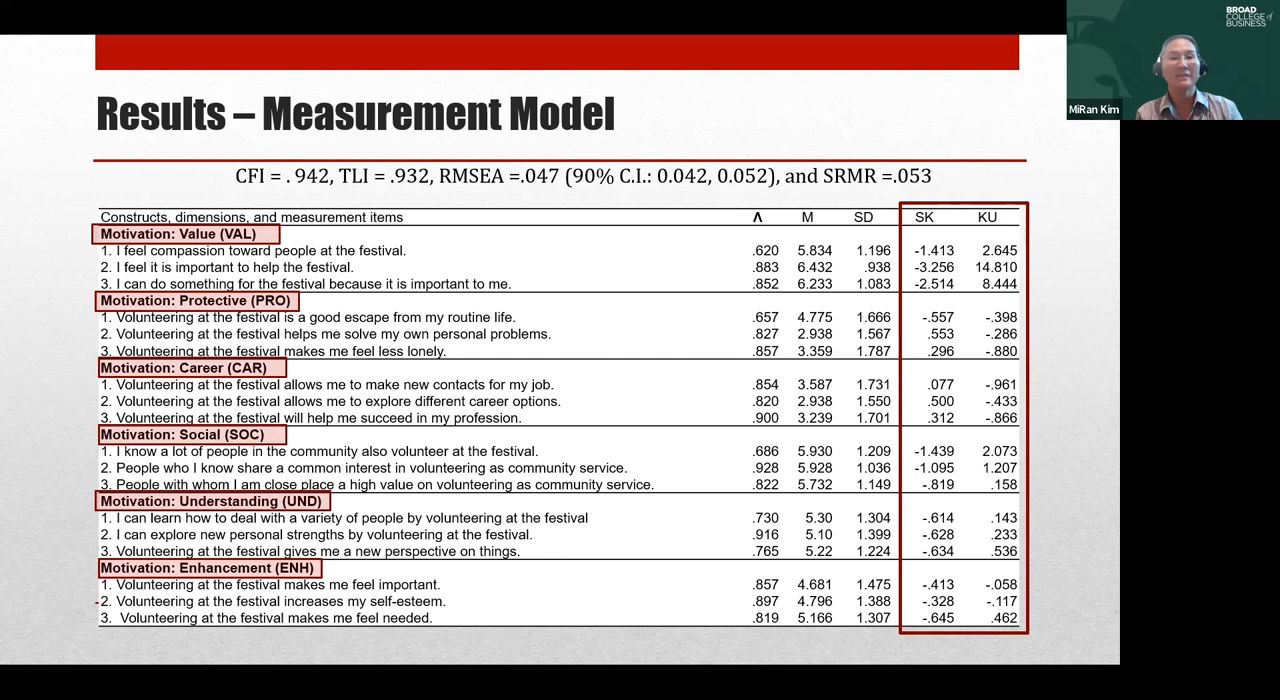 BROAD
COLLEGE of
BUSINESS
MiRan Kim
Results – Measurement Model
CFI = . 942, TLI = .932, RMSEA =.047 (90% C.I.: 0.042, 0.052), and SRMR =.053
Constructs, dimensions, and measurement items Λ M SD SK KU
Motivation: Value (VAL)
1. I feel compassion toward people at the festival. .620 5.834 1.196 -1.413 2.645
2. I feel it is important to help the festival. .883 6.432 .938 -3.256 14.810
3. I can do something for the festival because it is important to me. .852 6.233 1.083 -2.514 8.444
Motivation: Protective (PRO)
1. Volunteering at the festival is a good escape from my routine life. .657 4.775 1.666 -.557 -.398
2. Volunteering at the festival helps me solve my own personal problems. .827 2.938 1.567 .553 -.286
3. Volunteering at the festival makes me feel less lonely. .857 3.359 1.787 .296 -.880
Motivation: Career (CAR)
1. Volunteering at the festival allows me to make new contacts for my job. .854 3.587 1.731 .077 -.961
2. Volunteering at the festival allows me to explore different career options. .820 2.938 1.550 .500 -.433
3. Volunteering at the festival will help me succeed in my profession. .900 3.239 1.701 .312 -.866
Motivation: Social (SOC)
1. I know a lot of people in the community also volunteer at the festival. .686 5.930 1.209 -1.439 2.073
2. People who I know share a common interest in volunteering as community service. .928 5.928 1.036 -1.095 1.207
3. People with whom I am close place a high value on volunteering as community service. .822 5.732 1.149 -.819 .158
Motivation: Understanding (UND)
1. I can learn how to deal with a variety of people by volunteering at the festival .730 5.30 1.304 -.614 .143
2. I can explore new personal strengths by volunteering at the festival. .916 5.10 1.399 -.628 .233
3. Volunteering at the festival gives me a new perspective on things. .765 5.22 1.224 -.634 .536
Motivation: Enhancement (ENH)
1. Volunteering at the festival makes me feel important. .857 4.681 1.475 -.413 -.058
2. Volunteering at the festival increases my self-esteem. .897 4.796 1.388 -.328 -.117
3. Volunteering at the festival makes me feel needed. .819 5.166 1.307 -.645 .462